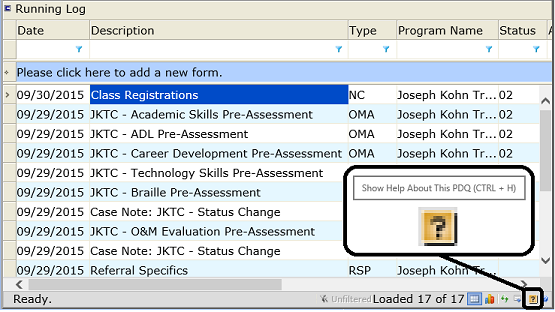 Running Log
Date Description Type Program Name Status A
Please click here to add a new form.
09/30/2015 Class Registrations NC Joseph Kohn Tr... 02
09/29/2015 JKTC - Academic Skills Pre-Assessment OMA Joseph Kohn Tr... 02
09/29/2015 JKTC - ADL Pre-Assessment OMA Joseph Kohn Tr... 02
09/29/2015 JKTC - Career Development Pre-Assessment OMA Joseph Kohn Tr... 02
09/29/2015 JKTC - Technology Skills Pre-Assessment
09/29/2015 JKTC - Braille Pre-Assessment
09/29/2015 Case Note: JKTC - Status Change
09/29/2015 JKTC - O&M Evaluation Pre-Assessment
09/29/2015 Case Note: JKTC - Status Change
09/29/2015 Referral Specifics RSP Joseph Kohn Tr... 02
Show Help About This PDQ (CTRL + H)
?
Ready. Unfiltered Loaded 17 of 17 ?